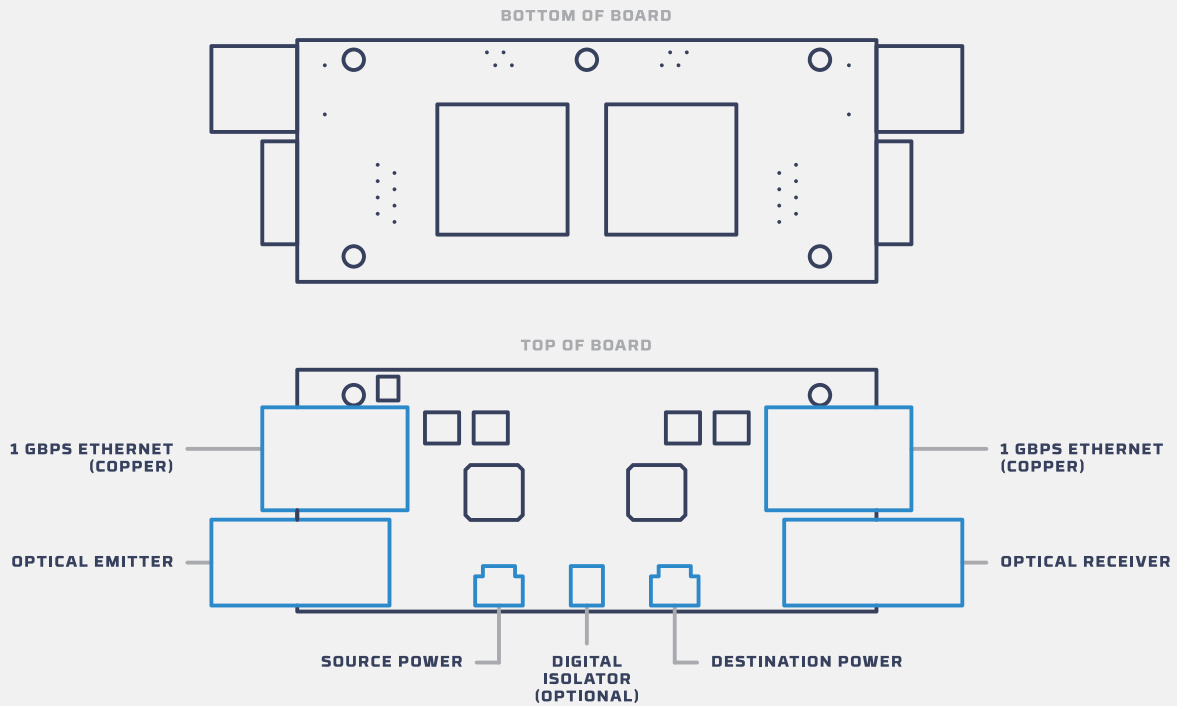 BOTTOM OF BOARD
TOP OF BOARD
1 GBPS ETHERNET
(COPPER)
1 GBPS ETHERNET
(COPPER)
OPTICAL EMITTER
OPTICAL RECEIVER
SOURCE POWER
DIGITAL
ISOLATOR
(OPTIONAL)
DESTINATION POWER